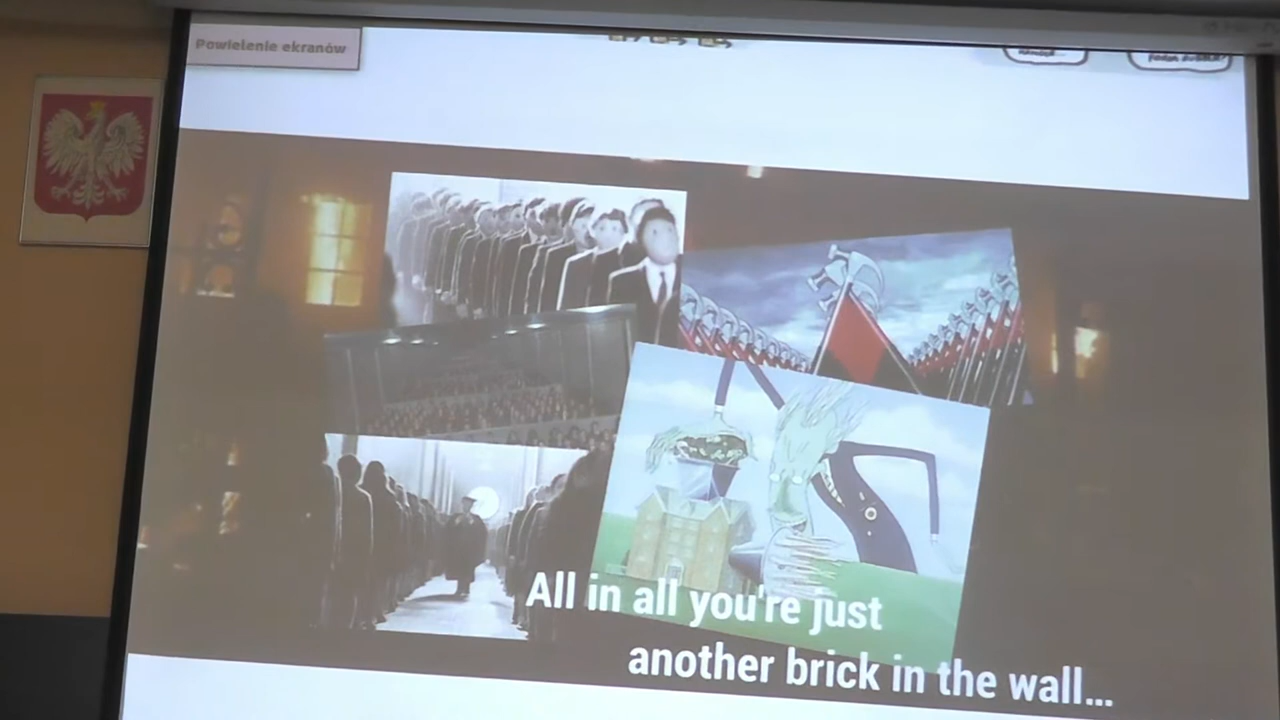 Powielenie ekranów
All in all you're just
another brick in the wall...